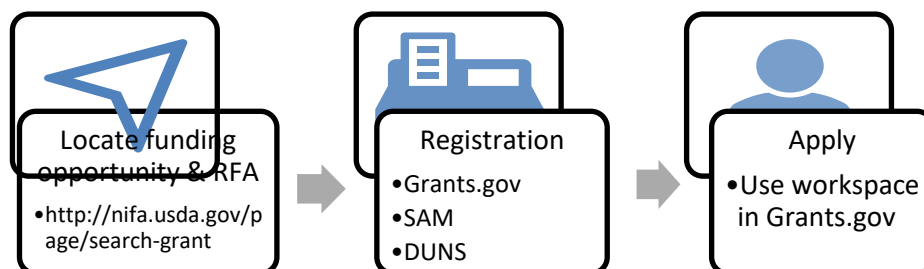 Locate funding
opportunity & RFA
•http://nifa.usda.gov/p
age/search-grant
Registration
•Grants.gov
•SAM
•DUNS
Apply
•Use workspace
in Grants.gov